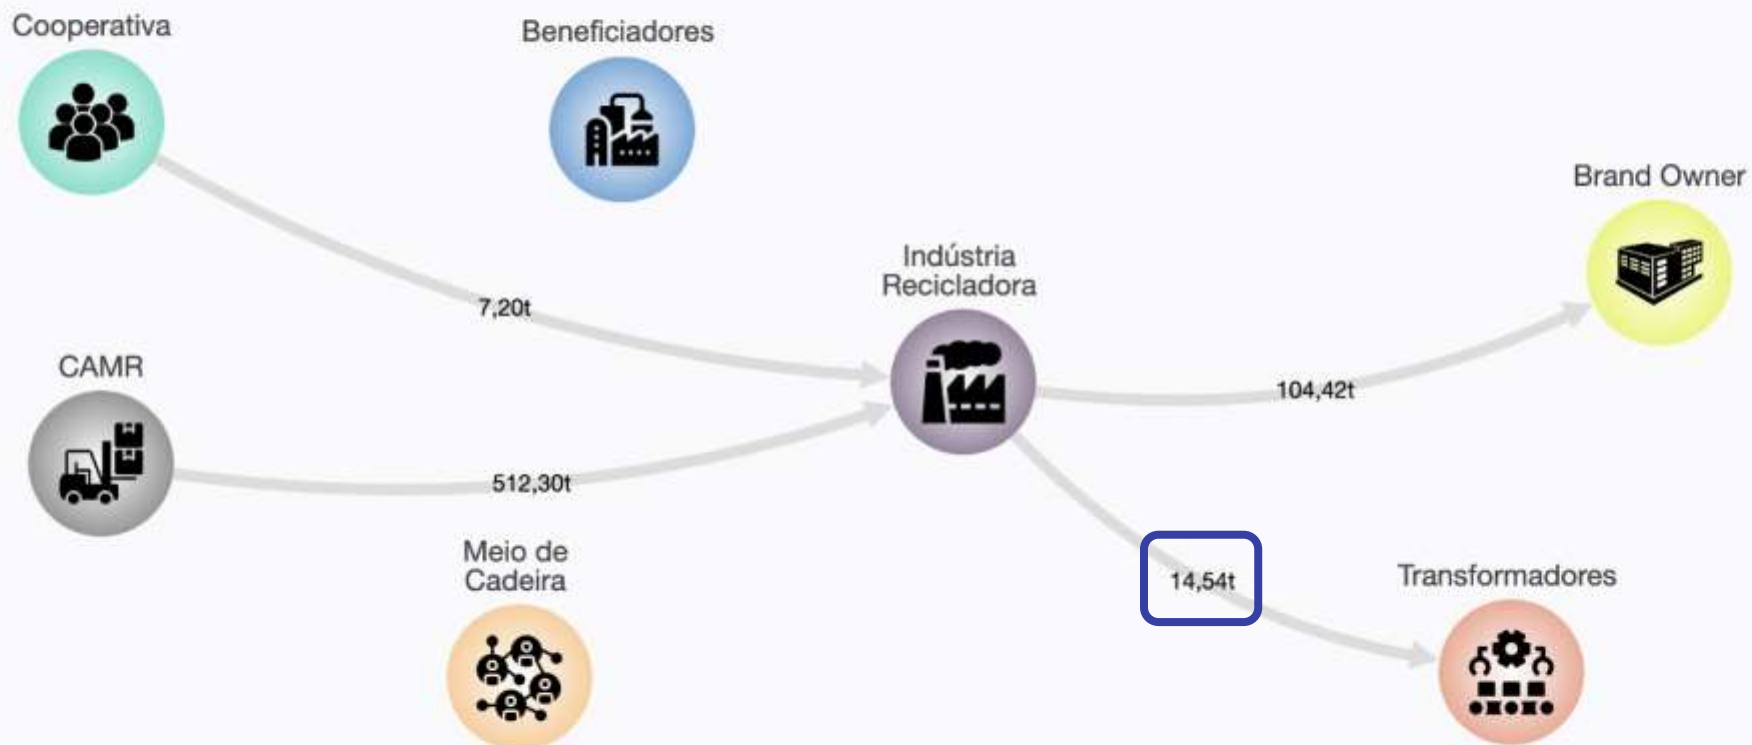 Cooperativa
Beneficiadores
Brand Owner
Indústria
Recicladora
7,20t
CAMR
104,42t
512,30t
Meio de
Cadeira
14,54t
Transformadores